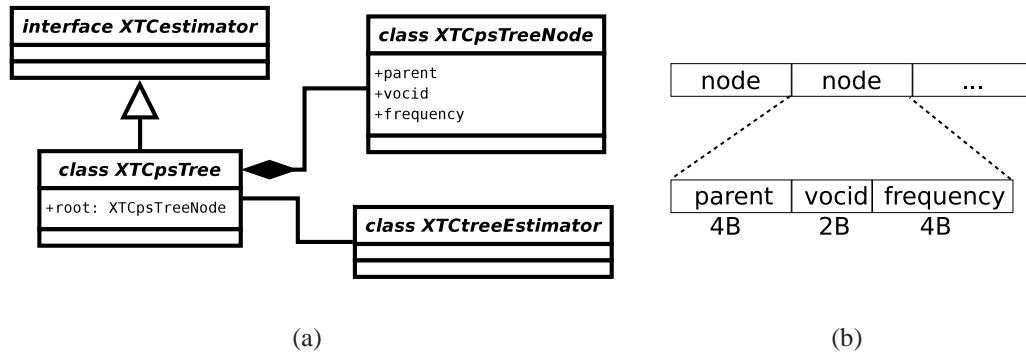 interface XTCestimator
class XTCpsTreeNode
+parent
+vocid
+frequency
class XTCpsTree
+root: XTCpsTreeNode
class XTCtreeEstimator
(a)
node node ...
parent vocid frequency
4B 2B 4B
(b)